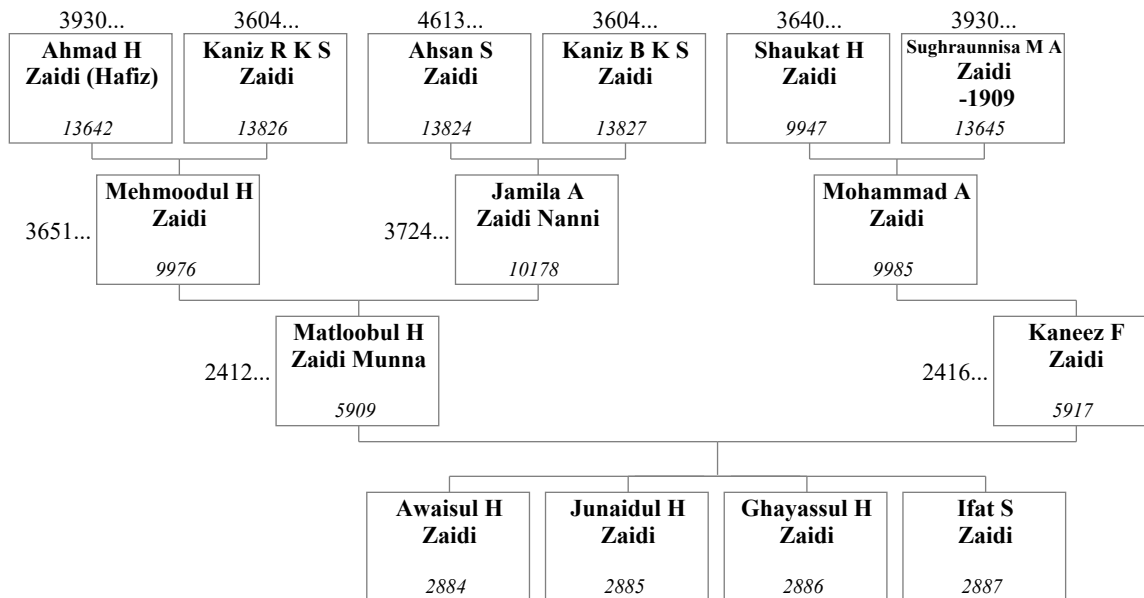 3930...
3604...
4613...
3604...
3640...
3930...
Ahmad H
Zaidi (Hafiz)
13642
Kaniz R K S
Zaidi
13826
Ahsan S
Zaidi
13824
Kaniz B K S
Zaidi
13827
Shaukat H
Zaidi
9947
Sughraunnisa M A
Zaidi
-1909
13645
3651...
Mehmoodul H
Zaidi
9976
3724...
Jamila A
Zaidi Nanni
10178
Mohammad A
Zaidi
9985
2412...
Matloobul H
Zaidi Munna
5909
2416...
Kaneez F
Zaidi
5917
Awaisul H
Zaidi
2884
Junaidul H
Zaidi
2885
Ghayassul H
Zaidi
2886
Ifat S
Zaidi
2887